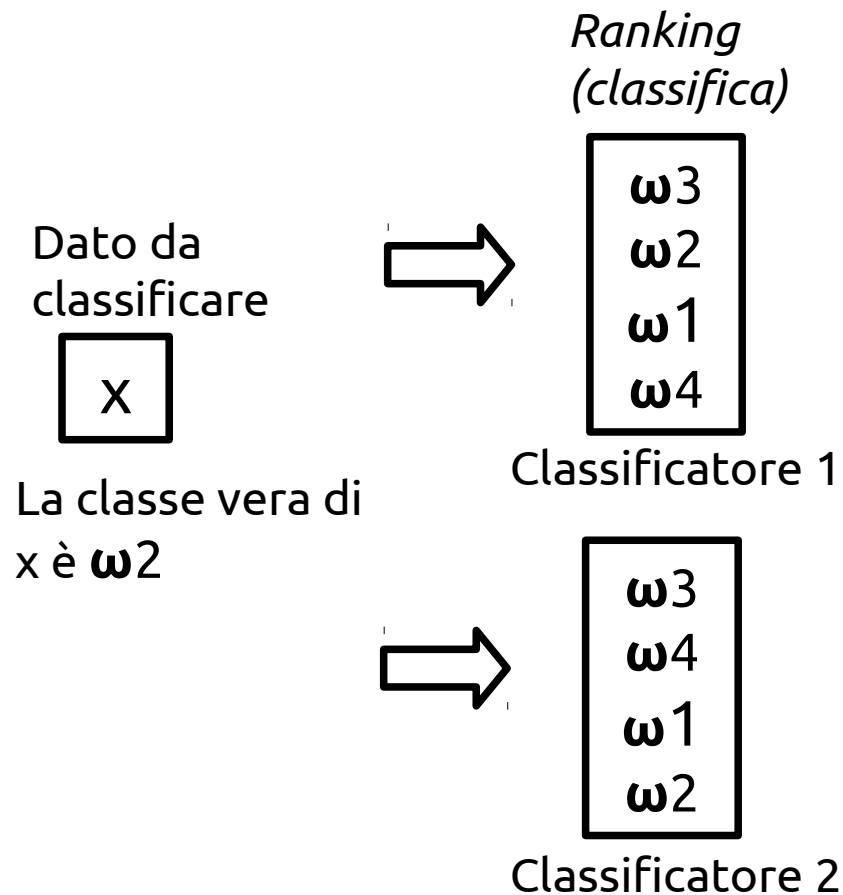 Ranking
(classifica)
Dato da
classificare
x
La classe vera di
x è ω2
ω3
ω2
ω1
ω4
Classificatore 1
ω3
ω4
ω1
ω2
Classificatore 2